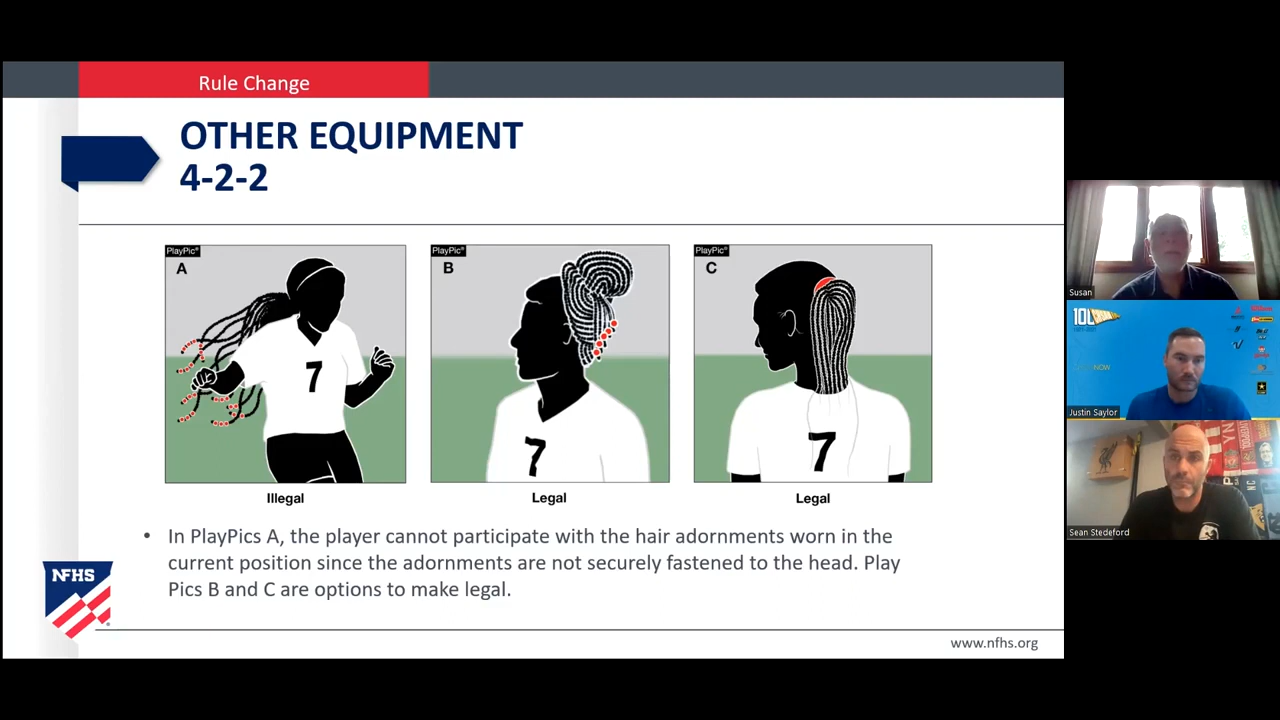 Rule Change
OTHER EQUIPMENT
4-2-2
PlayPic®
A
7
Illegal
PlayPic®
B
7
Legal
PlayPic®
C
7
Legal
• In PlayPics A, the player cannot participate with the hair adornments worn in the
current position since the adornments are not securely fastened to the head. Play
Pics B and C are options to make legal.
NFHS
www.nfhs.org
Susan
100
NOW
Justin Saylor
NC
Sean Stedeford